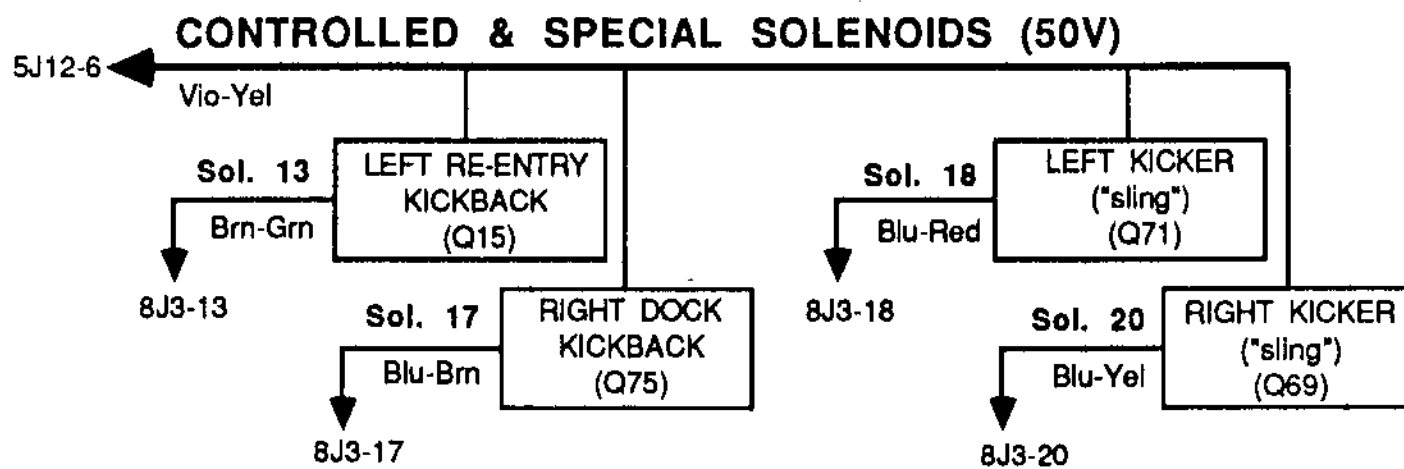 CONTROLLED & SPECIAL SOLENOIDS (50V)
5J12-6
Vio-Yel
Sol. 13
LEFT RE-ENTRY
KICKBACK
(Q15)
Brn-Grn
8J3-13
Sol. 17
RIGHT DOCK
KICKBACK
(Q75)
Blu-Brn
8J3-17
Sol. 18
LEFT KICKER
("sling")
(Q71)
Blu-Red
8J3-18
Sol. 20
RIGHT KICKER
("sling")
(Q69)
Blu-Yel
8J3-20